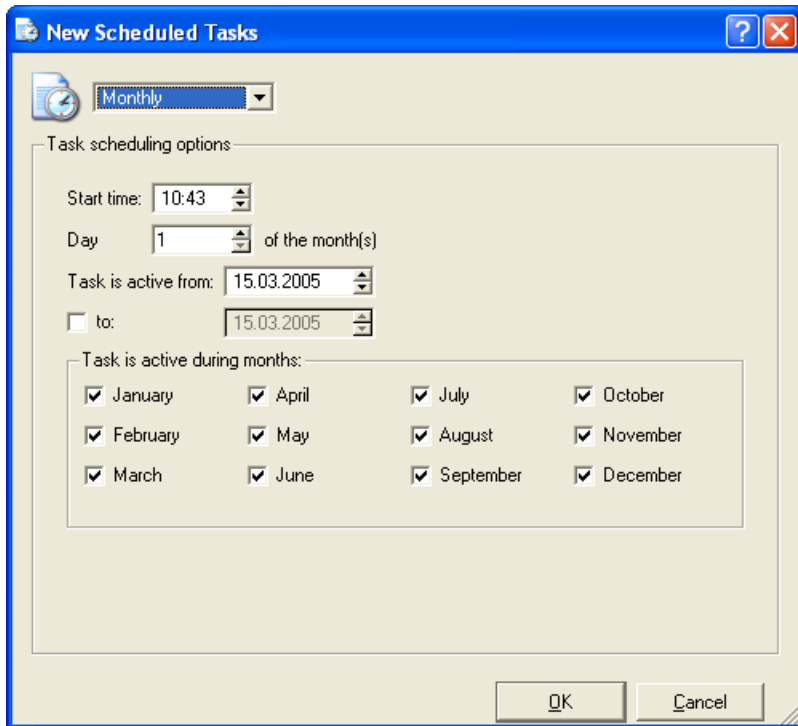 New Scheduled Tasks
Monthly
Task scheduling options
Start time: 10:43
Day 1 of the month(s)
Task is active from: 15.03.2005
to: 15.03.2005
Task is active during months:
January April July October
February May August November
March June September December
OK Cancel